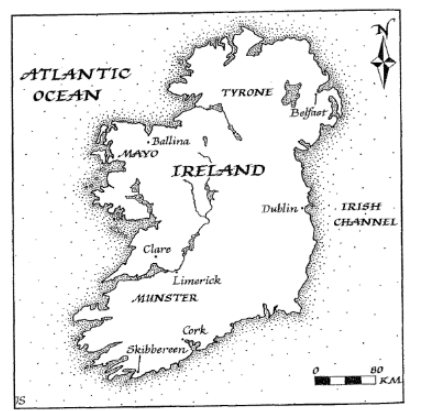 N
ATLANTIC
OCEAN
TYRONE
Belfast
Ballina
MAYO
IRELAND
Dublin
IRISH
CHANNEL
Clare
Limerick
MUNSTER
Cork
Skibbereen
0 80
KM.
JS